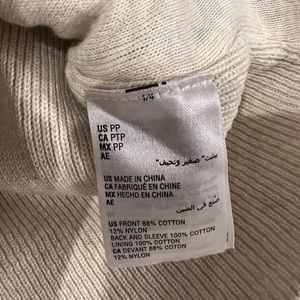 US PP
CA PTP
MX PP
AE
بيتيت" صغير ونحيف"
US MADE IN CHINA
CA FABRIQUÉ EN CHINE
MX HECHO EN CHINA
AE
صنع في الصين
US FRONT 88% COTTON
12% NYLON
BACK AND SLEEVE 100% COTTON
LINING 100% COTTON
CA DEVANT 88% COTON
12% NYLON